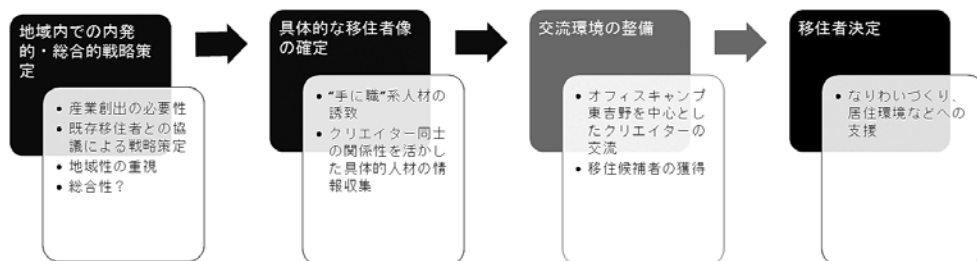 地域内での内発
的・総合的戦略策
定
• 産業創出の必要性
• 既存移住者との協
議による戦略策定
• 地域性の重視
• 総合性？
具体的な移住者像
の確定
• “手に職”系人材の
誘致
• クリエイター同士
の関係性を活かし
た具体的人材の情
報収集
交流環境の整備
• オフィスキャンプ
東吉野を中心とし
たクリエイターの
交流
• 移住候補者の獲得
移住者決定
• なりわいづくり、
居住環境などへの
支援